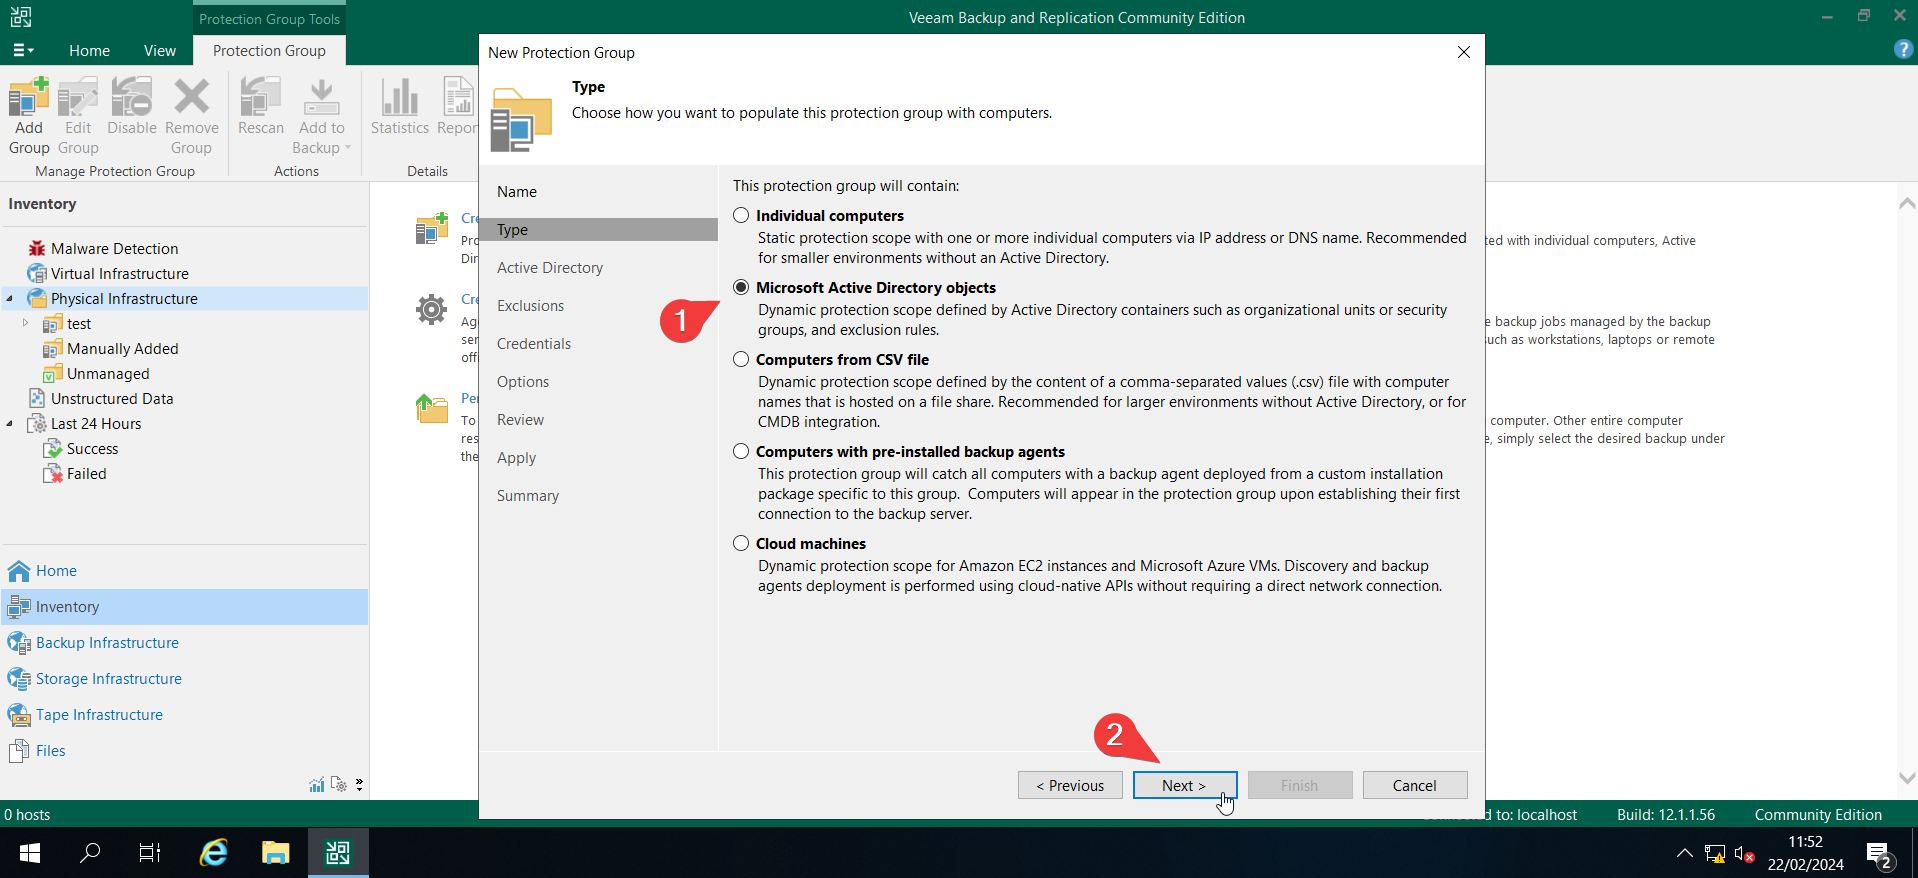 Protection Group Tools
Veeam Backup and Replication Community Edition
Home
View
Protection Group
Add
Group
Edit
Group
Disable
Remove
Group
Manage Protection Group
Rescan
Add to
Backup
Actions
Statistics
Repor
Details
Inventory
Malware Detection
Virtual Infrastructure
Physical Infrastructure
test
Manually Added
Unmanaged
Unstructured Data
Last 24 Hours
Success
Failed
Home
Inventory
Backup Infrastructure
Storage Infrastructure
Tape Infrastructure
Files
0 hosts
Cre
Pro
Dir
Cre
Age
ser
offi
Per
To
res
the
New Protection Group
Type
Choose how you want to populate this protection group with computers.
Name
Type
Active Directory
Exclusions
Credentials
Options
Review
Apply
Summary
This protection group will contain:
Individual computers
Static protection scope with one or more individual computers via IP address or DNS name. Recommended
for smaller environments without an Active Directory.
1
Microsoft Active Directory objects
Dynamic protection scope defined by Active Directory containers such as organizational units or security
groups, and exclusion rules.
Computers from CSV file
Dynamic protection scope defined by the content of a comma-separated values (.csv) file with computer
names that is hosted on a file share. Recommended for larger environments without Active Directory, or for
CMDB integration.
Computers with pre-installed backup agents
This protection group will catch all computers with a backup agent deployed from a custom installation
package specific to this group.  Computers will appear in the protection group upon establishing their first
connection to the backup server.
Cloud machines
Dynamic protection scope for Amazon EC2 instances and Microsoft Azure VMs. Discovery and backup
agents deployment is performed using cloud-native APIs without requiring a direct network connection.
2
< Previous
Next >
Finish
Cancel
ted with individual computers, Active
e backup jobs managed by the backup
uch as workstations, laptops or remote
computer. Other entire computer
e, simply select the desired backup under
d to: localhost
Build: 12.1.1.56
Community Edition
11:52
22/02/2024
2